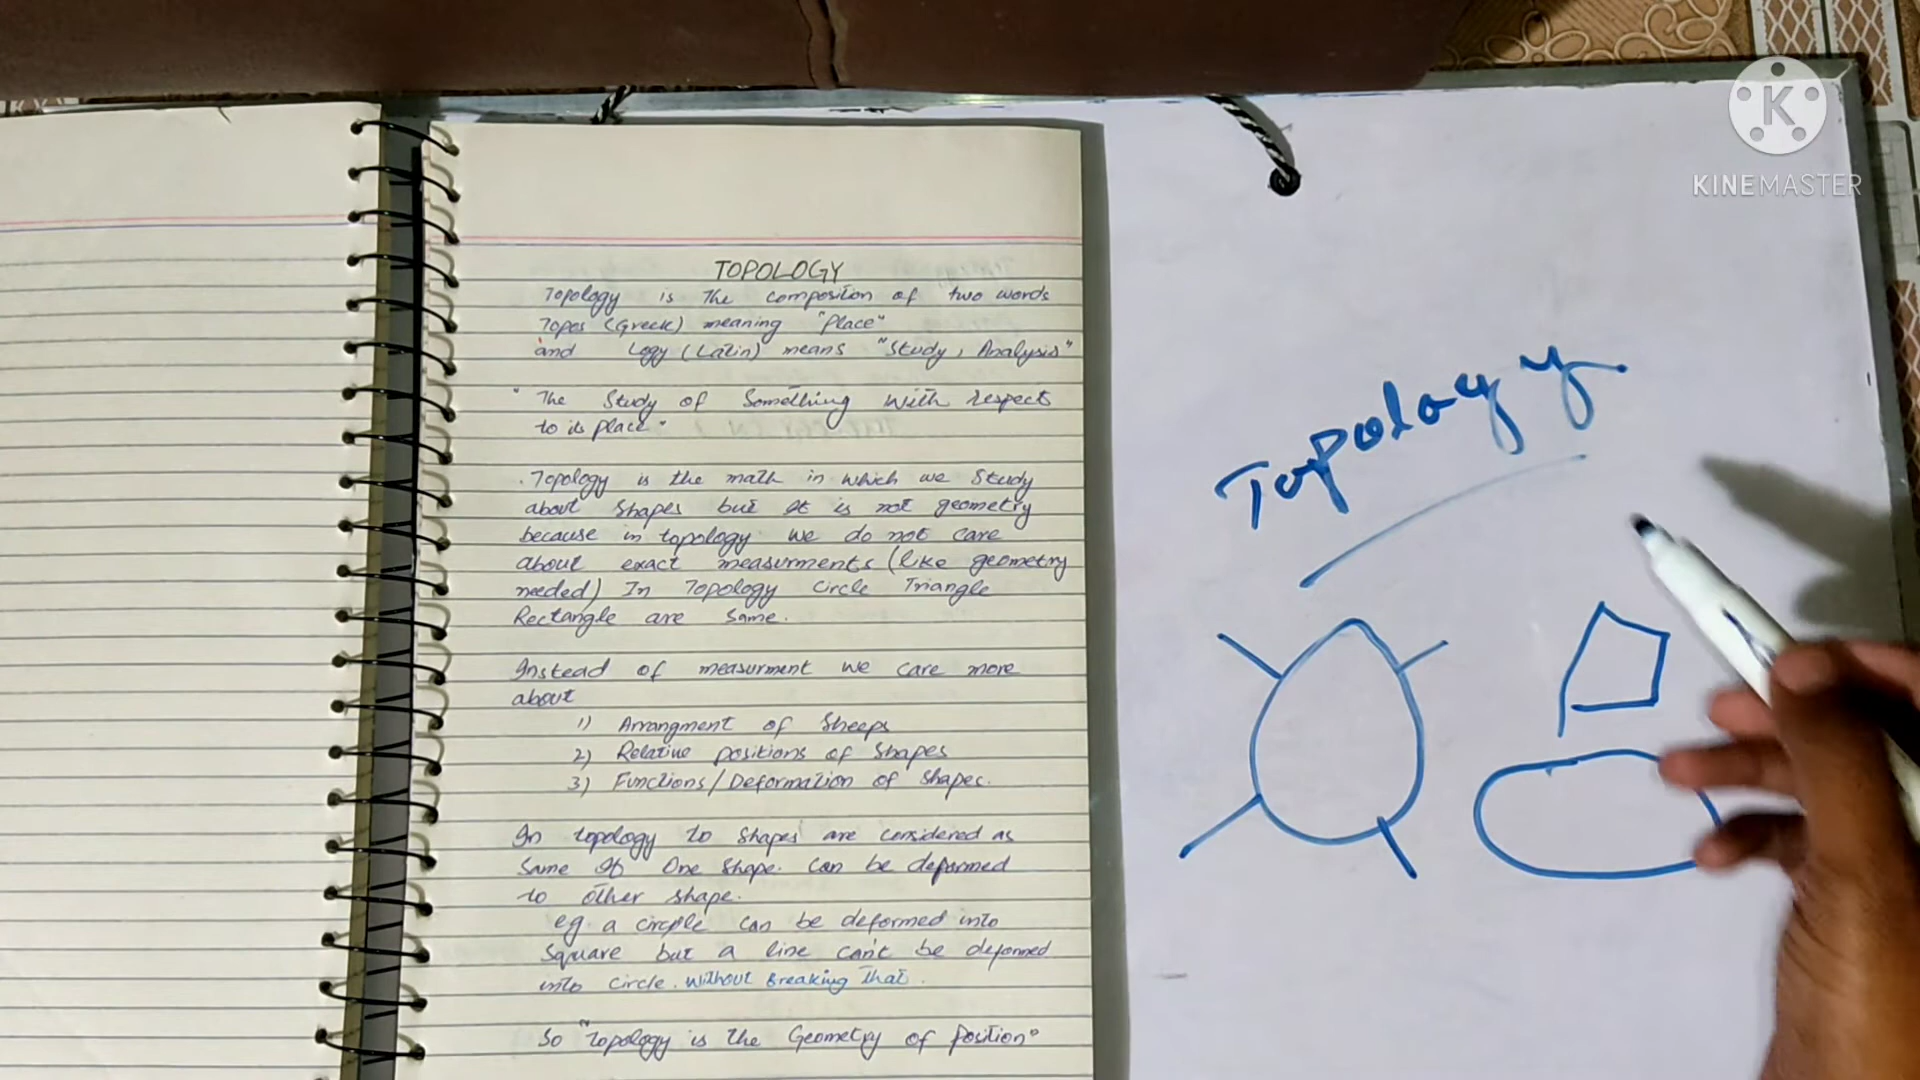 TOPOLOGY
Topology is The composition of two words
Topos (Greek) meaning "Place"
and Logy (Latin) means "Study, Analysis"
"The Study of Something With respect
to its place"
.Topology is the math in which we Study
about Shapes but It is not geometry
because in topology we do not care
about exact measurments (like geometry
needed) In Topology Circle Triangle
Rectangle are same.
Instead of measurment we care more
about
1) Arrangment of Sheeps
2) Relative positions of Shapes
3) Functions/Deformation of shapes.
In topology to Shapes are considered as
Same If One shape. Can be deformed
to other shape.
eg. a circle can be deformed into
Square but a line can't be deformed
into circle. without Breaking That.
So "Topology is the Geometry of Position"
Topology
K
KINEMASTER